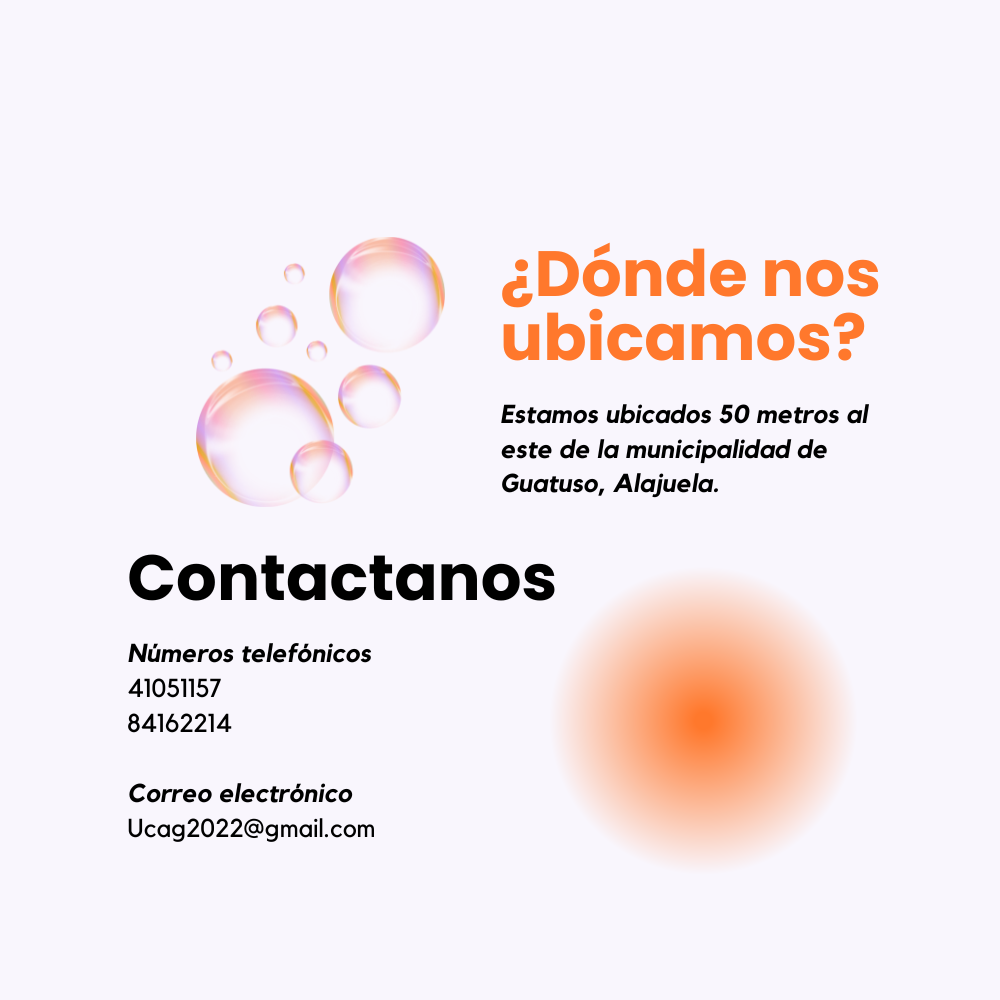 ¿Dónde nos
ubicamos?
Estamos ubicados 50 metros al
este de la municipalidad de
Guatuso, Alajuela.
Contactanos
Números telefónicos
41051157
84162214
Correo electrónico
Ucag2022@gmail.com